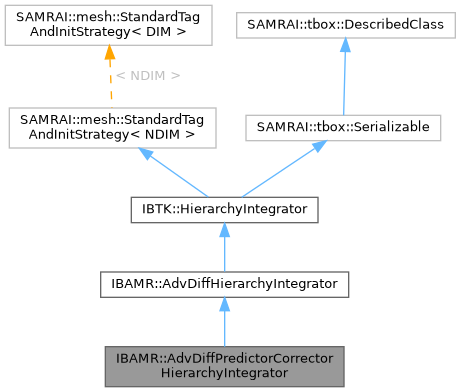 SAMRAI::mesh::StandardTag
AndInitStrategy< DIM >
SAMRAI::tbox::DescribedClass
< NDIM >
SAMRAI::mesh::StandardTag
AndInitStrategy< NDIM >
SAMRAI::tbox::Serializable
IBTK::HierarchyIntegrator
IBAMR::AdvDiffHierarchyIntegrator
IBAMR::AdvDiffPredictorCorrector
HierarchyIntegrator